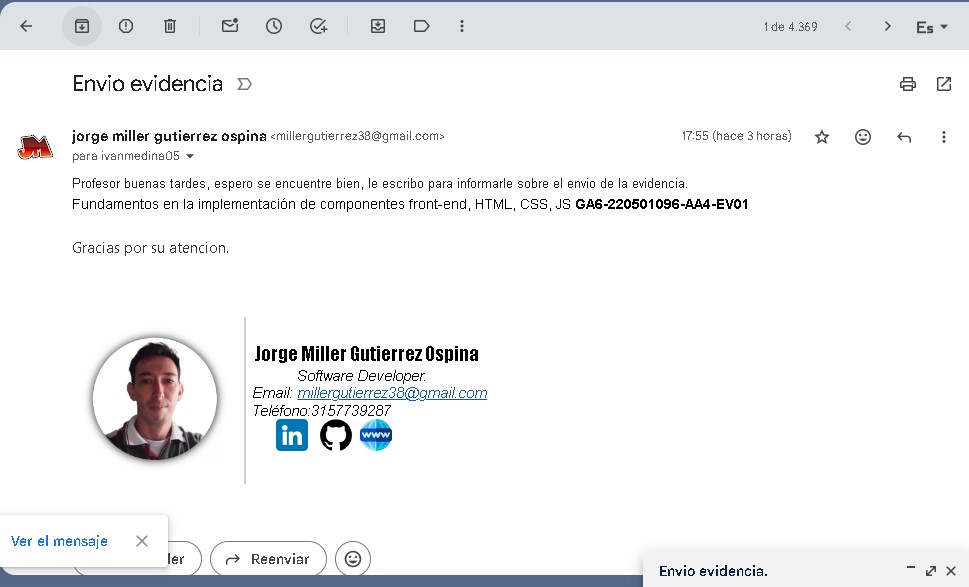 1 de 4.369
Es
Envio evidencia
JM
jorge miller gutierrez ospina <millergutierrez38@gmail.com>
17:55 (hace 3 horas)
para ivanmedina05
Profesor buenas tardes, espero se encuentre bien, le escribo para informarle sobre el envio de la evidencia.
Fundamentos en la implementación de componentes front-end, HTML, CSS, JS GA6-220501096-AA4-EV01
Gracias por su atencion.
Jorge Miller Gutierrez Ospina
Software Developer.
Email: millergutierrez38@gmail.com
Teléfono:3157739287
in
www
Ver el mensaje
der
Reenviar
Envio evidencia.